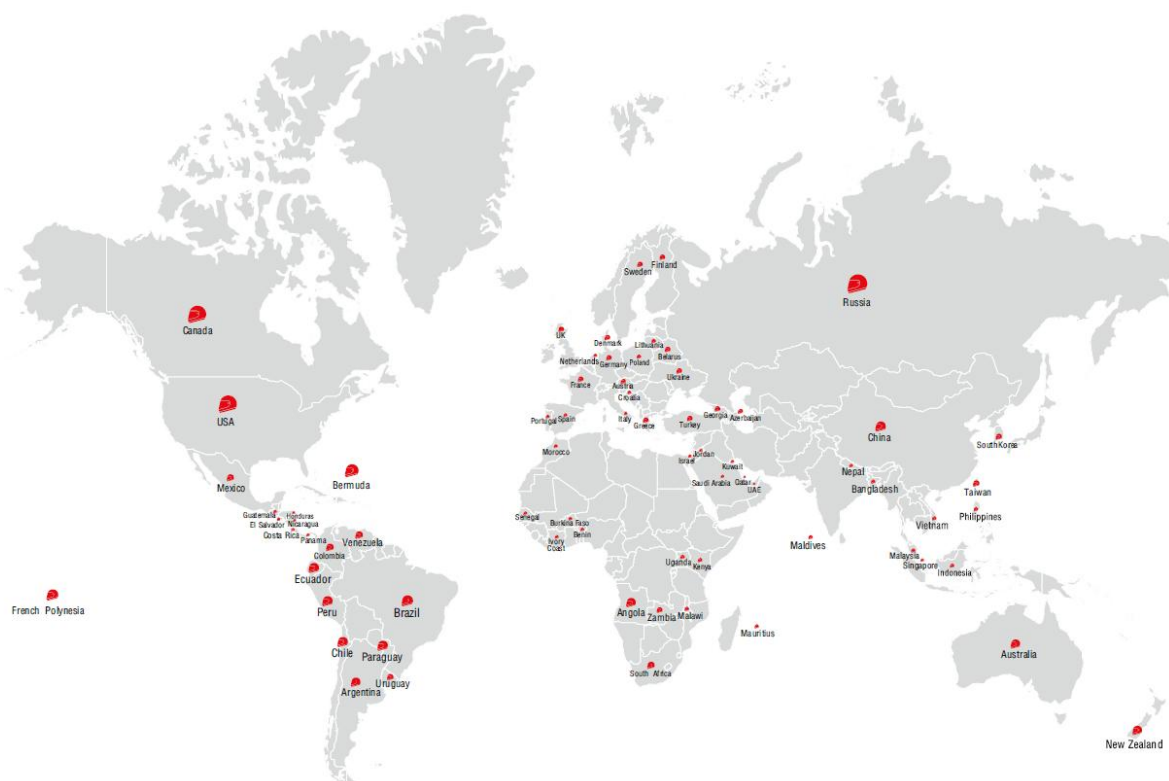 Sweden
Finland
Russia
Canada
UK
Denmark
Lithuania
Netherlands
Germany
Poland
Belarus
Ukraine
France
Austria
Croatia
USA
Portugal
Spain
Italy
Greece
Turkey
Georgia
Azerbaijan
China
SouthKorea
Morocco
Israel
Jordan
Kuwait
Nepal
Mexico
Bermuda
Saudi Arabia
Qatar
UAE
Bangladesh
Taiwan
Guatemala
Honduras
El Salvador
Nicaragua
Costa Rica
Panama
Venezuela
Colombia
Senegal
Burkina Faso
Benin
Ivory
Coast
Vietnam
Philippines
Maldives
Malaysia
Singapore
Indonesia
Uganda
Kenya
Ecuador
French Polynesia
Peru
Brazil
Angola
Zambia
Malawi
Mauritius
Chile
Paraguay
Australia
Argentina
Uruguay
South Africa
New Zealand